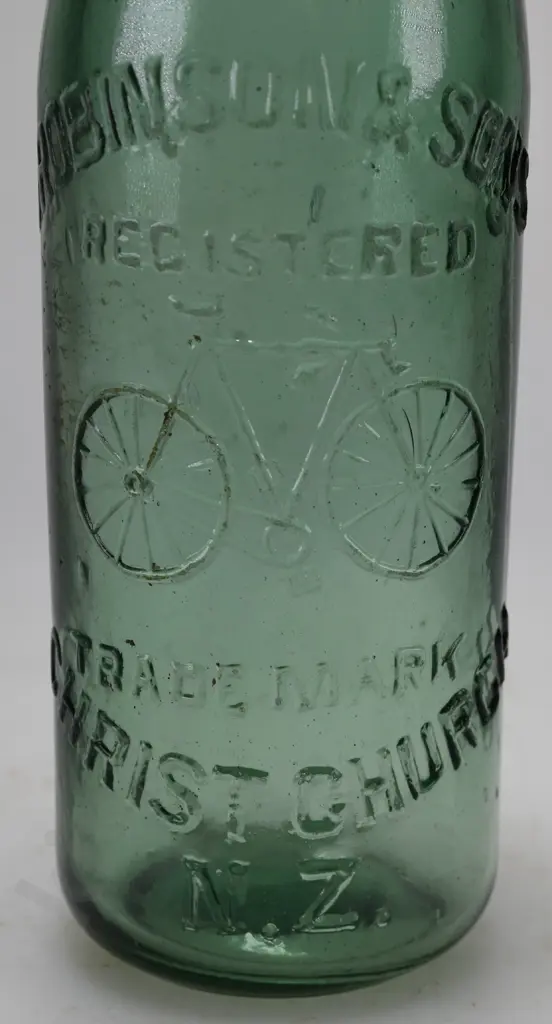 ROBINSON & SONS
REGISTERED
TRADE MARK
CHRISTCHURCH
N.Z.